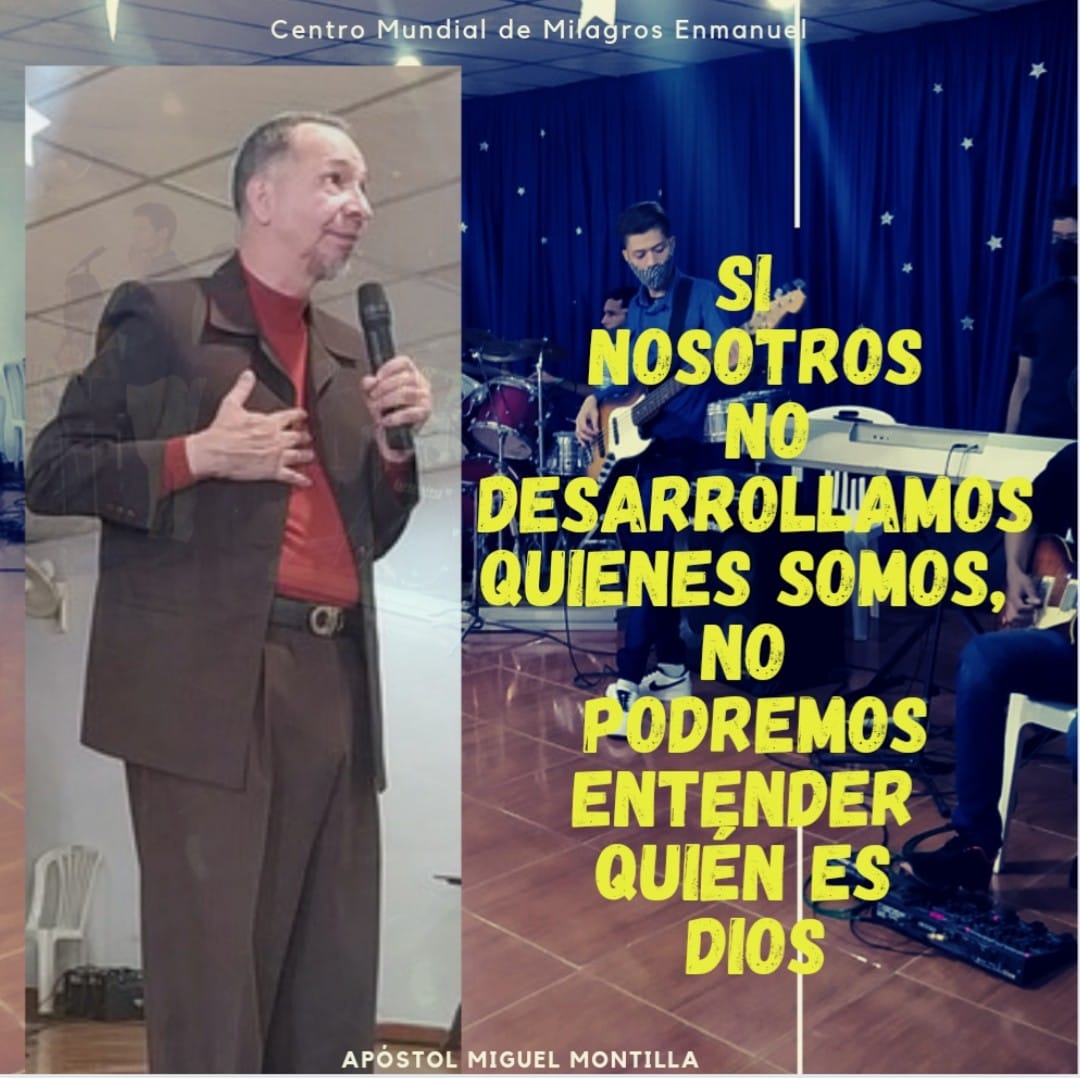 Centro Mundial de Milagros Enmanuel
SI
NOSOTROS
NO
DESARROLLAMOS
QUIENES SOMOS,
NO
PODREMOS
ENTENDER
QUIÉN ES
DIOS
APÓSTOL MIGUEL MONTILLA